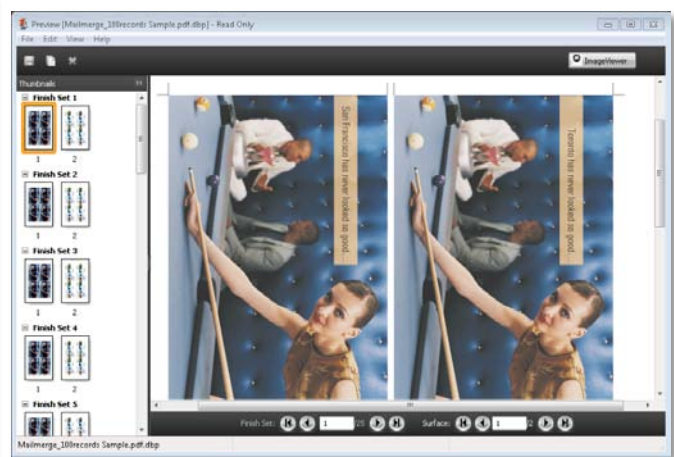 Preview [Mailmerge_100records Sample.pdf.dbp] - Read Only
File Edit View Help
ImageViewer
Thumbnails
Finish Set 1
1 2
Finish Set 2
1 2
Finish Set 3
1 2
Finish Set 4
1 2
Finish Set 5
San Francisco has never looked so good...
Toronto has never looked so good...
Finish Set: 1 /25 Surface: 1 /2
Mailmerge_100records Sample.pdf.dbp